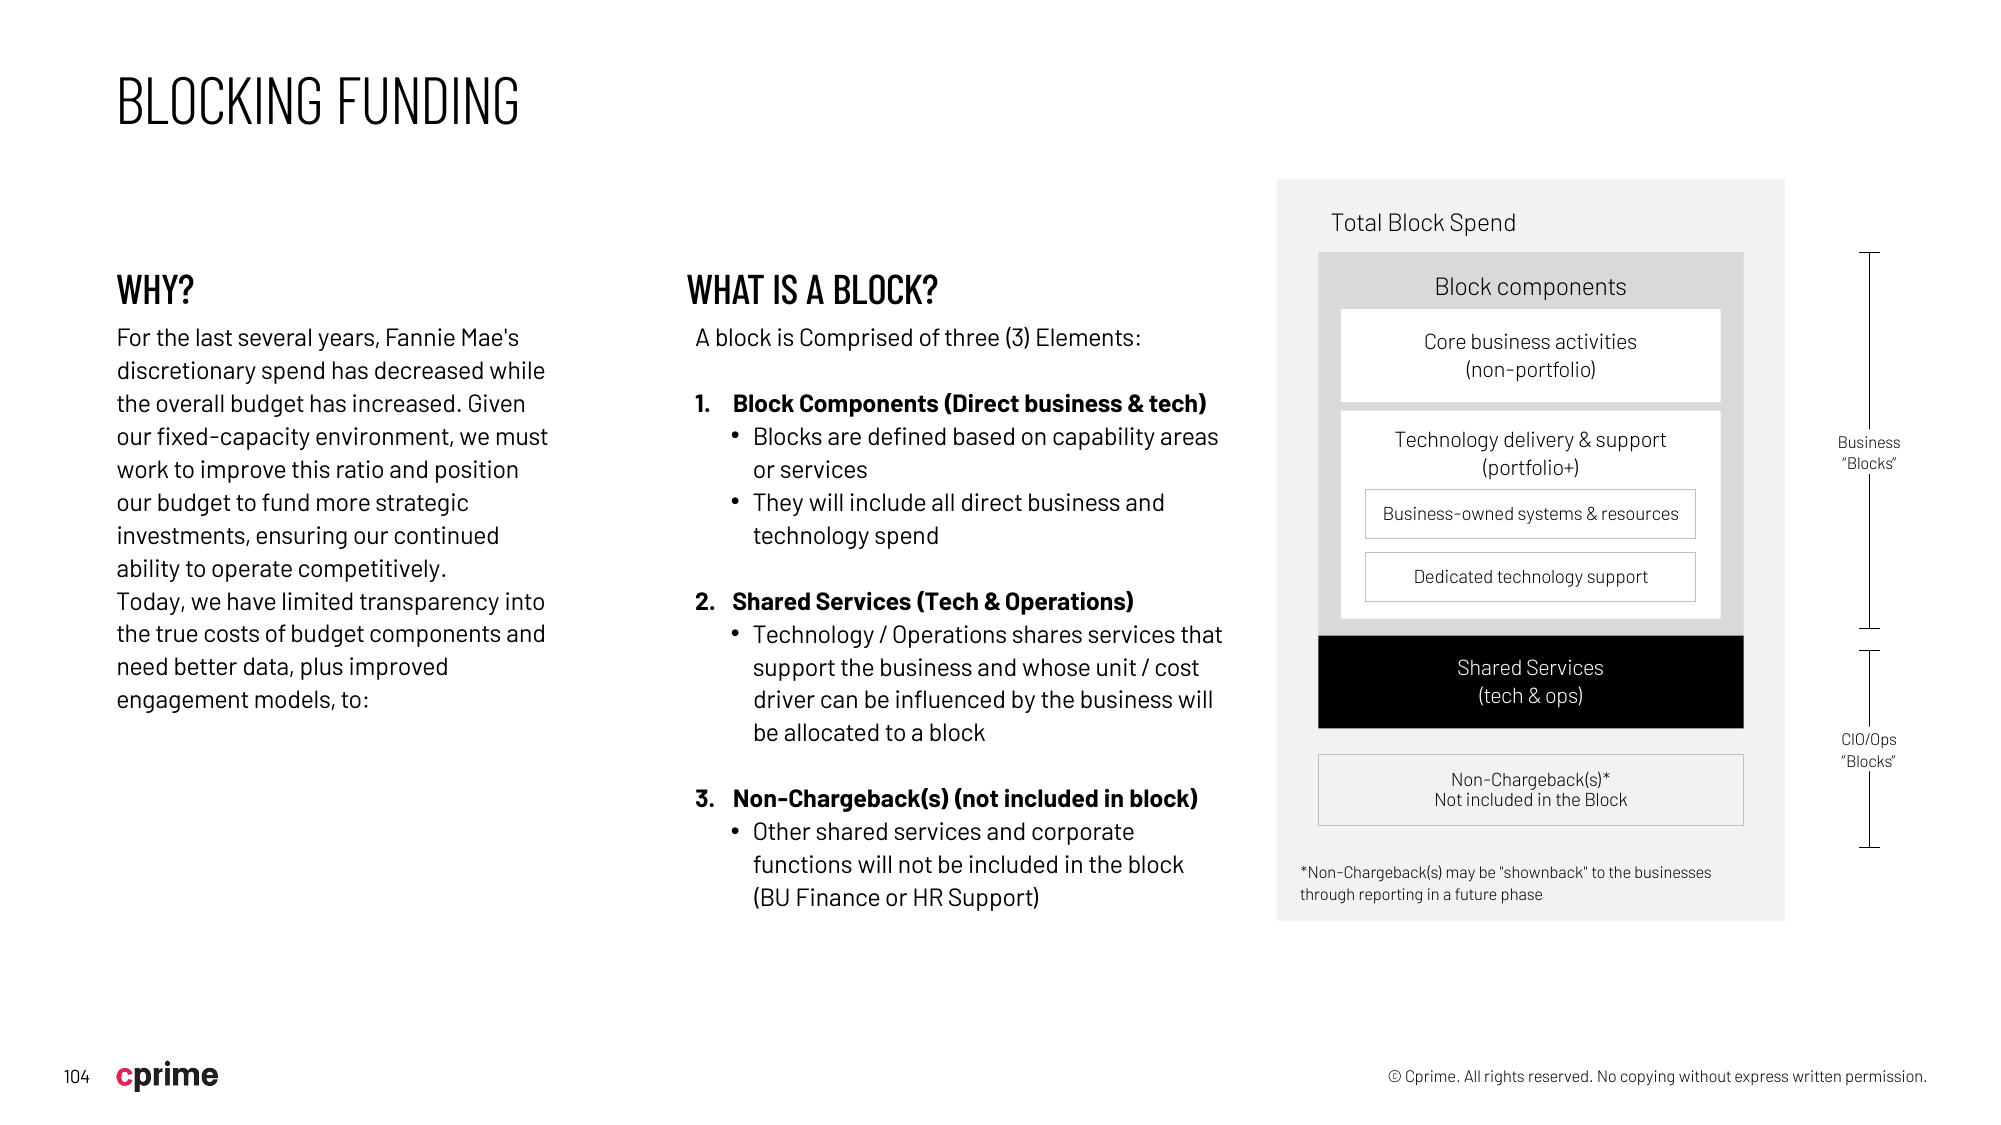 BLOCKING FUNDING
WHY?
For the last several years, Fannie Mae's
discretionary spend has decreased while
the overall budget has increased. Given
our fixed-capacity environment, we must
work to improve this ratio and position
our budget to fund more strategic
investments, ensuring our continued
ability to operate competitively.
Today, we have limited transparency into
the true costs of budget components and
need better data, plus improved
engagement models, to:
WHAT IS A BLOCK?
A block is Comprised of three (3) Elements:
1. Block Components (Direct business & tech)
• Blocks are defined based on capability areas
or services
• They will include all direct business and
technology spend
2. Shared Services (Tech & Operations)
• Technology / Operations shares services that
support the business and whose unit / cost
driver can be influenced by the business will
be allocated to a block
3. Non-Chargeback(s) (not included in block)
• Other shared services and corporate
functions will not be included in the block
(BU Finance or HR Support)
Total Block Spend
Block components
Core business activities
(non-portfolio)
Technology delivery & support
(portfolio+)
Business-owned systems & resources
Dedicated technology support
Shared Services
(tech & ops)
Non-Chargeback(s)*
Not included in the Block
*Non-Chargeback(s) may be "shownback" to the businesses
through reporting in a future phase
Business
“Blocks”
CIO/Ops
“Blocks”
104
cprime
© Cprime. All rights reserved. No copying without express written permission.